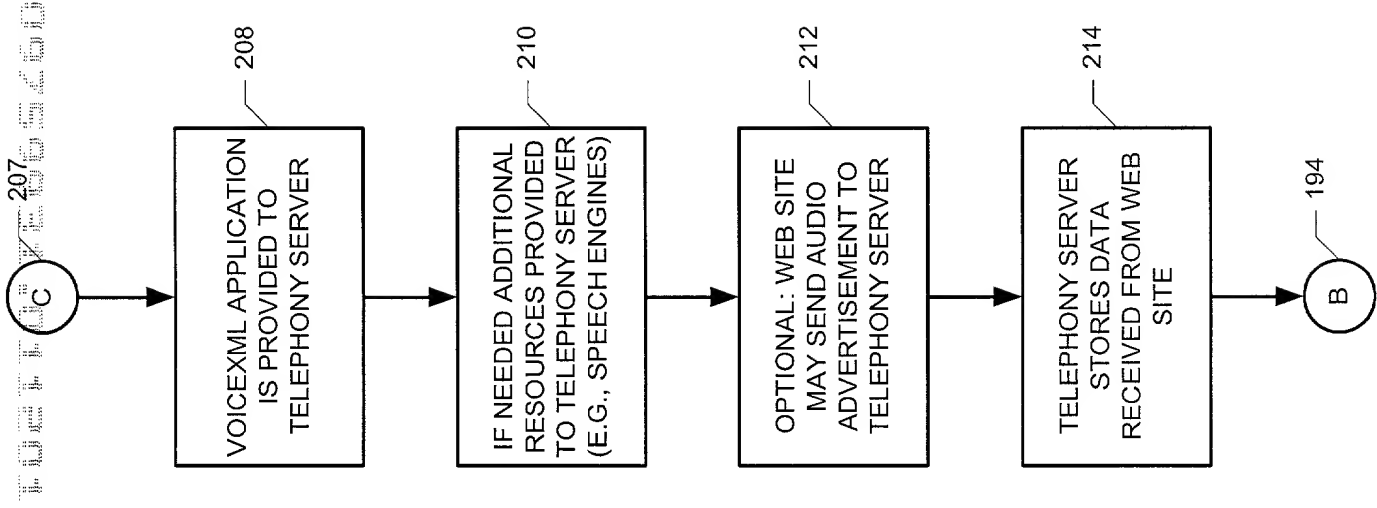 207
C
208
VOICEXML APPLICATION
IS PROVIDED TO
TELEPHONY SERVER
210
IF NEEDED ADDITIONAL
RESOURCES PROVIDED
TO TELEPHONY SERVER
(E.G., SPEECH ENGINES)
212
OPTIONAL: WEB SITE
MAY SEND AUDIO
ADVERTISEMENT TO
TELEPHONY SERVER
214
TELEPHONY SERVER
STORES DATA
RECEIVED FROM WEB
SITE
194
B